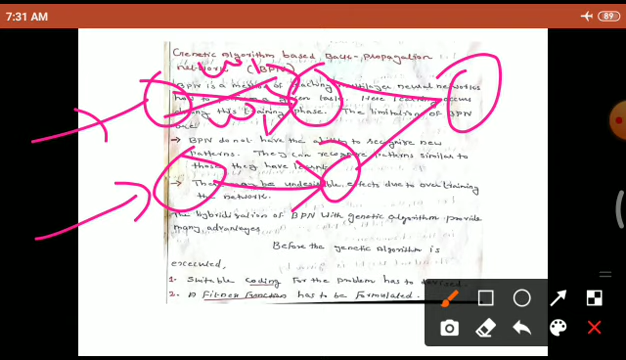 7:31 AM
89
Genetic Algorithm based Back-propagation
network (BPN)
BPN is a method of teaching multilayer neural networks
how to perform a given task. Here learning occurs
during this training phase. The limitation of BPN
are
→ BPN do not have the ability to recognize new
patterns. They can recognize patterns similar to
those they have learnt.
→ There may be undesirable effects due to overtraining
the network.
The hybridization of BPN with genetic algorithm provide
many advantages.
Before the genetic algorithm is
executed,
1. Suitable coding for the problem has to
2. A Fitness Function has to be formulated.